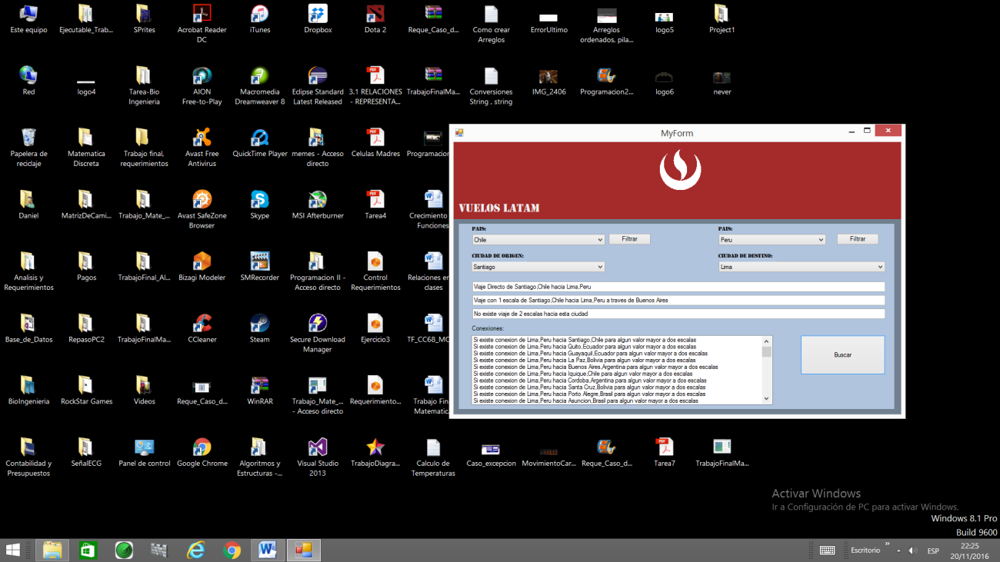 Este equipo
Ejecutable_Trab...
SPrites
Acrobat Reader
DC
iTunes
Dropbox
Dota 2
Reque_Caso_d...
Como crear
Arreglos
ErrorUltimo
Arreglos
ordenados, pila...
logo5
Project1
Red
logo4
Tarea-Bio
Ingenieria
AION
Free-to-Play
Macromedia
Dreamweaver 8
Eclipse Standard
Latest Released
3.1 RELACIONES
- REPRESENTA...
TrabajoFinalMa...
Conversiones
String , string
IMG_2406
Programacion2...
logo6
never
Papelera de
reciclaje
Matematica
Discreta
Trabajo final,
requerimientos
Avast Free
Antivirus
QuickTime Player
memes - Acceso
directo
Celulas Madres
Programacion
Daniel
MatrizDeCami...
Trabajo_Mate_...
Avast SafeZone
Browser
Skype
MSI Afterburner
Tarea4
Crecimiento
Funciones
Analisis y
Requerimientos
Pagos
TrabajoFinal_Al...
Bizagi Modeler
SMRecorder
Programacion II -
Acceso directo
Control
Requerimientos
Relaciones en
clases
Base_de_Datos
RepasoPC2
TrabajoFinalMa...
CCleaner
Steam
Secure Download
Manager
Ejercicio3
TF_CC68_MO
BioIngenieria
RockStar Games
Videos
Reque_Caso_d...
WinRAR
Trabajo_Mate_...
- Acceso directo
Requerimiento...
Trabajo Fin
Matematica
Contabilidad y
Presupuestos
SeñalECG
Panel de control
Google Chrome
Algoritmos y
Estructuras -...
Visual Studio
2013
TrabajoDiagra...
Calculo de
Temperaturas
Caso_excepcion
MovimientoCar...
Reque_Caso_d...
Tarea7
TrabajoFinalMa...
MyForm
VUELOS LATAM
PAIS:
Chile
Filtrar
PAIS:
Peru
Filtrar
CIUDAD DE ORIGEN:
Santiago
CIUDAD DE DESTINO:
Lima
Viaje Directo de Santiago,Chile hacia Lima,Peru
Viaje con 1 escala de Santiago,Chile hacia Lima,Peru a traves de Buenos Aires
No existe viaje de 2 escalas hacia esta ciudad
Conexiones:
Si existe conexion de Lima,Peru hacia Santiago,Chile para algun valor mayor a dos escalas
Si existe conexion de Lima,Peru hacia Quito,Ecuador para algun valor mayor a dos escalas
Si existe conexion de Lima,Peru hacia Guayaquil,Ecuador para algun valor mayor a dos escalas
Si existe conexion de Lima,Peru hacia La Paz,Bolivia para algun valor mayor a dos escalas
Si existe conexion de Lima,Peru hacia Buenos Aires,Argentina para algun valor mayor a dos escalas
Si existe conexion de Lima,Peru hacia Iquique,Chile para algun valor mayor a dos escalas
Si existe conexion de Lima,Peru hacia Cordoba,Argentina para algun valor mayor a dos escalas
Si existe conexion de Lima,Peru hacia Santa Cruz,Bolivia para algun valor mayor a dos escalas
Si existe conexion de Lima,Peru hacia Porto Alegre,Brasil para algun valor mayor a dos escalas
Si existe conexion de Lima,Peru hacia Asuncion,Brasil para algun valor mayor a dos escalas
Buscar
Activar Windows
Ir a Configuración de PC para activar Windows.
Windows 8.1 Pro
Build 9600
Escritorio
ESP
22:25
20/11/2016